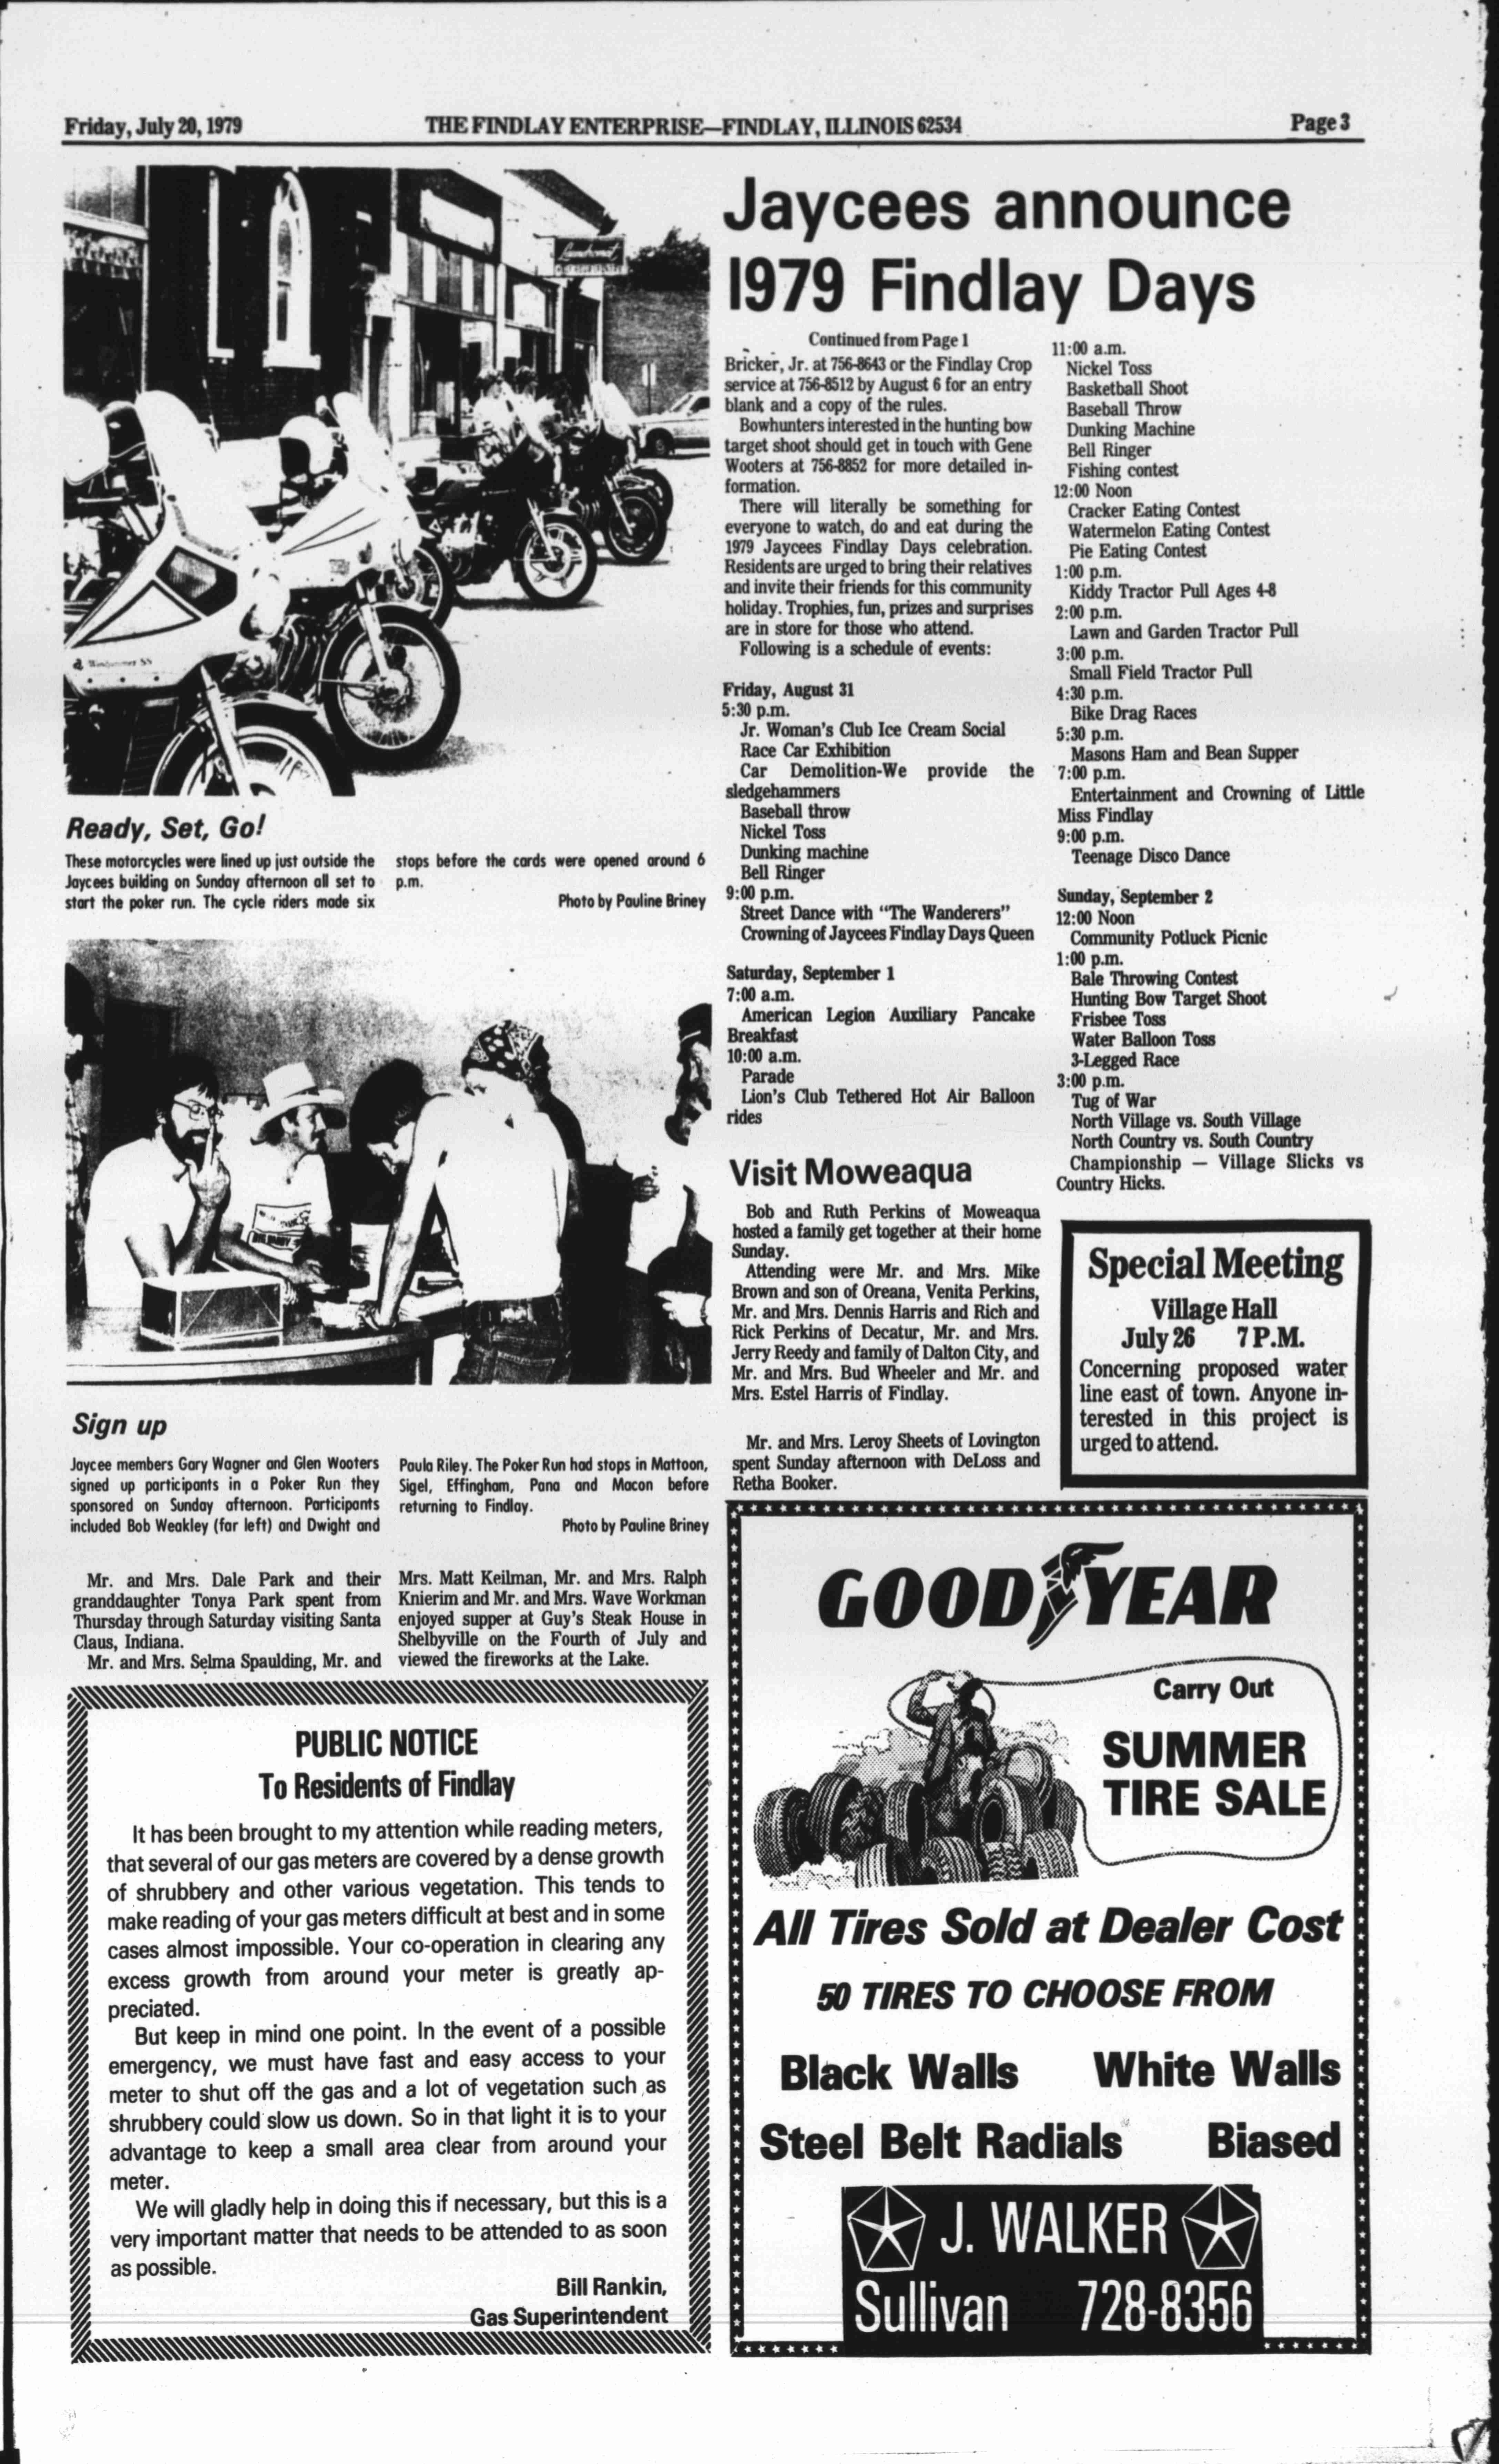 Friday, July 20, 1979
THE FINDLAY ENTERPRISE—FINDLAY, ILLINOIS 62534
Page 3
Laundromat
Windjammer SS
Ready, Set, Go!
These motorcycles were lined up just outside the
Jaycees building on Sunday afternoon all set to
start the poker run. The cycle riders made six
stops before the cards were opened around 6
p.m.
Photo by Pauline Briney
Sign up
Jaycee members Gary Wagner and Glen Wooters
signed up participants in a Poker Run they
sponsored on Sunday afternoon. Participants
included Bob Weakley (far left) and Dwight and
Paula Riley. The Poker Run had stops in Mattoon,
Sigel, Effingham, Pana and Macon before
returning to Findlay.
Photo by Pauline Briney
Mr. and Mrs. Dale Park and their
granddaughter Tonya Park spent from
Thursday through Saturday visiting Santa
Claus, Indiana.
Mr. and Mrs. Selma Spaulding, Mr. and
Mrs. Matt Keilman, Mr. and Mrs. Ralph
Knierim and Mr. and Mrs. Wave Workman
enjoyed supper at Guy's Steak House in
Shelbyville on the Fourth of July and
viewed the fireworks at the Lake.
PUBLIC NOTICE
To Residents of Findlay
It has been brought to my attention while reading meters,
that several of our gas meters are covered by a dense growth
of shrubbery and other various vegetation. This tends to
make reading of your gas meters difficult at best and in some
cases almost impossible. Your co-operation in clearing any
excess growth from around your meter is greatly ap-
preciated.
But keep in mind one point. In the event of a possible
emergency, we must have fast and easy access to your
meter to shut off the gas and a lot of vegetation such as
shrubbery could slow us down. So in that light it is to your
advantage to keep a small area clear from around your
meter.
We will gladly help in doing this if necessary, but this is a
very important matter that needs to be attended to as soon
as possible.
Bill Rankin,
Gas Superintendent
Jaycees announce
1979 Findlay Days
Continued from Page 1
Bricker, Jr. at 756-8643 or the Findlay Crop
service at 756-8512 by August 6 for an entry
blank and a copy of the rules.
Bowhunters interested in the hunting bow
target shoot should get in touch with Gene
Wooters at 756-8852 for more detailed in-
formation.
There will literally be something for
everyone to watch, do and eat during the
1979 Jaycees Findlay Days celebration.
Residents are urged to bring their relatives
and invite their friends for this community
holiday. Trophies, fun, prizes and surprises
are in store for those who attend.
Following is a schedule of events:
Friday, August 31
5:30 p.m.
Jr. Woman's Club Ice Cream Social
Race Car Exhibition
Car Demolition-We provide the
sledgehammers
Baseball throw
Nickel Toss
Dunking machine
Bell Ringer
9:00 p.m.
Street Dance with "The Wanderers"
Crowning of Jaycees Findlay Days Queen
Saturday, September 1
7:00 a.m.
American Legion Auxiliary Pancake
Breakfast
10:00 a.m.
Parade
Lion's Club Tethered Hot Air Balloon
rides
11:00 a.m.
Nickel Toss
Basketball Shoot
Baseball Throw
Dunking Machine
Bell Ringer
Fishing contest
12:00 Noon
Cracker Eating Contest
Watermelon Eating Contest
Pie Eating Contest
1:00 p.m.
Kiddy Tractor Pull Ages 4-8
2:00 p.m.
Lawn and Garden Tractor Pull
3:00 p.m.
Small Field Tractor Pull
4:30 p.m.
Bike Drag Races
5:30 p.m.
Masons Ham and Bean Supper
7:00 p.m.
Entertainment and Crowning of Little
Miss Findlay
9:00 p.m.
Teenage Disco Dance
Sunday, September 2
12:00 Noon
Community Potluck Picnic
1:00 p.m.
Bale Throwing Contest
Hunting Bow Target Shoot
Frisbee Toss
Water Balloon Toss
3-Legged Race
3:00 p.m.
Tug of War
North Village vs. South Village
North Country vs. South Country
Championship — Village Slicks vs
Country Hicks.
Visit Moweaqua
Bob and Ruth Perkins of Moweaqua
hosted a family get together at their home
Sunday.
Attending were Mr. and Mrs. Mike
Brown and son of Oreana, Venita Perkins,
Mr. and Mrs. Dennis Harris and Rich and
Rick Perkins of Decatur, Mr. and Mrs.
Jerry Reedy and family of Dalton City, and
Mr. and Mrs. Bud Wheeler and Mr. and
Mrs. Estel Harris of Findlay.
Mr. and Mrs. Leroy Sheets of Lovington
spent Sunday afternoon with DeLoss and
Retha Booker.
Special Meeting
Village Hall
July 26 7 P.M.
Concerning proposed water
line east of town. Anyone in-
terested in this project is
urged to attend.
GOODYEAR
Carry Out
SUMMER
TIRE SALE
All Tires Sold at Dealer Cost
50 TIRES TO CHOOSE FROM
Black Walls White Walls
Steel Belt Radials Biased
J. WALKER
Sullivan 728-8356